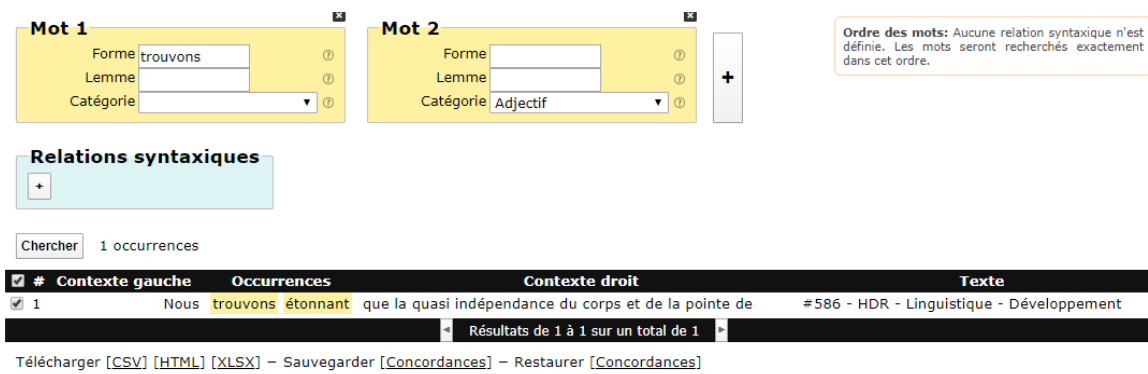 Mot 1
Forme trouvons
Lemme
Catégorie
Mot 2
Forme
Lemme
Catégorie Adjectif
+
Ordre des mots: Aucune relation syntaxique n'est
définie. Les mots seront recherchés exactement
dans cet ordre.
Relations syntaxiques
+
Chercher 1 occurrences
# Contexte gauche Occurrences Contexte droit Texte
1 Nous trouvons étonnant que la quasi indépendance du corps et de la pointe de #586 - HDR - Linguistique - Développement
Résultats de 1 à 1 sur un total de 1
Télécharger [CSV] [HTML] [XLSX] − Sauvegarder [Concordances] − Restaurer [Concordances]